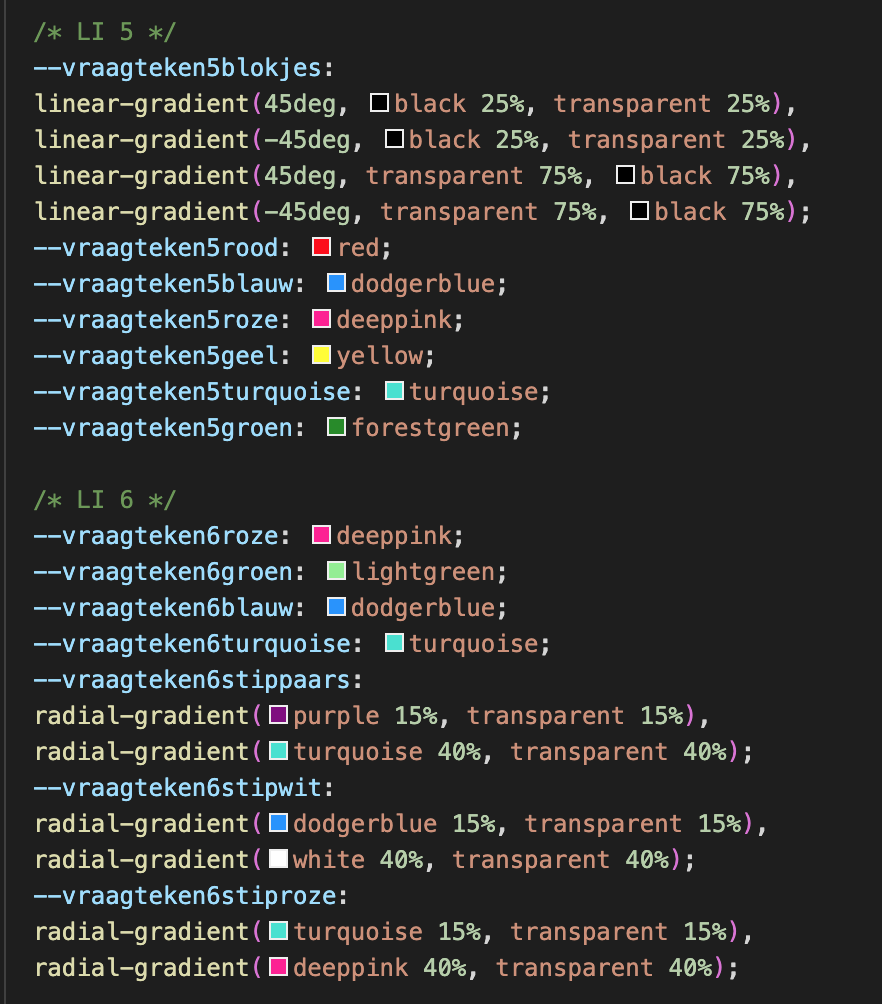 /* LI 5 */
--vraagteken5blokjes:
linear-gradient(45deg, black 25%, transparent 25%),
linear-gradient(-45deg, black 25%, transparent 25%),
linear-gradient(45deg, transparent 75%, black 75%),
linear-gradient(-45deg, transparent 75%, black 75%);
--vraagteken5rood: red;
--vraagteken5blauw: dodgerblue;
--vraagteken5roze: deeppink;
--vraagteken5geel: yellow;
--vraagteken5turquoise: turquoise;
--vraagteken5groen: forestgreen;

/* LI 6 */
--vraagteken6roze: deeppink;
--vraagteken6groen: lightgreen;
--vraagteken6blauw: dodgerblue;
--vraagteken6turquoise: turquoise;
--vraagteken6stippaars:
radial-gradient(purple 15%, transparent 15%),
radial-gradient(turquoise 40%, transparent 40%);
--vraagteken6stipwit:
radial-gradient(dodgerblue 15%, transparent 15%),
radial-gradient(white 40%, transparent 40%);
--vraagteken6stiproze:
radial-gradient(turquoise 15%, transparent 15%),
radial-gradient(deeppink 40%, transparent 40%);